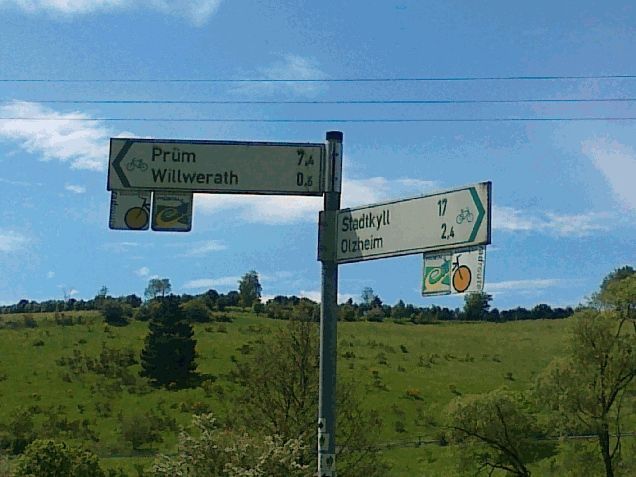 Prüm 7,4
Willwerath 0,6
Stadtkyll 17
Olzheim 2,4